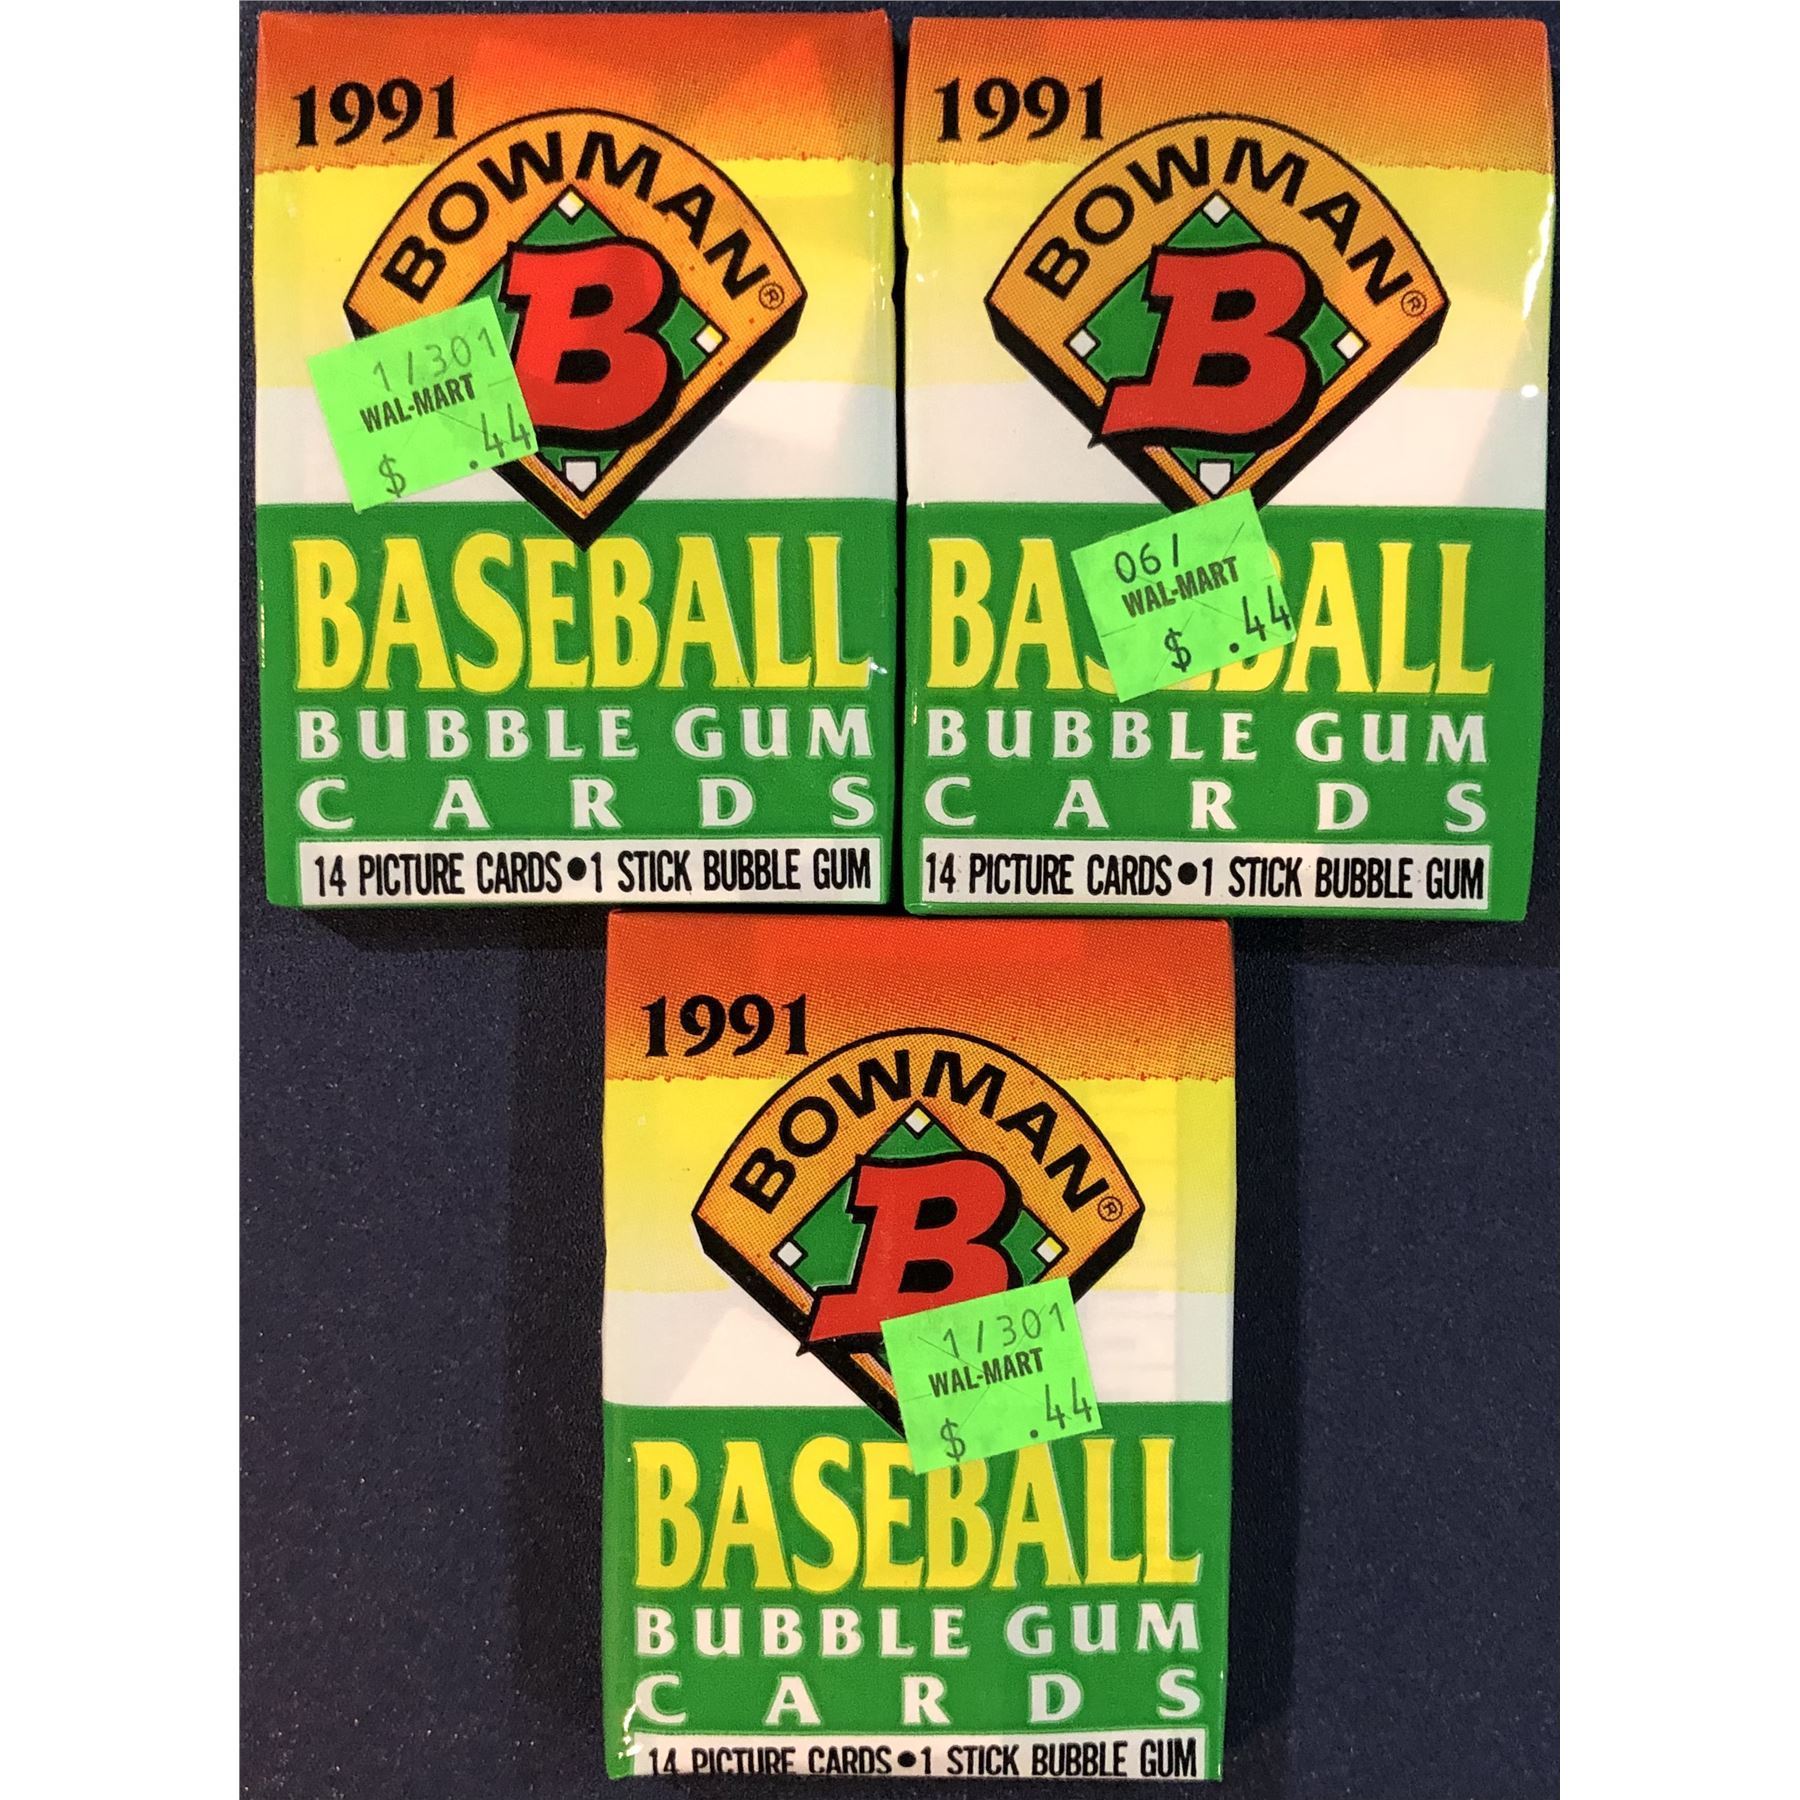 1991
BOWMAN®
B
1/301
WAL-MART
$ .44
BASEBALL
BUBBLE GUM
CARDS
14 PICTURE CARDS•1 STICK BUBBLE GUM
1991
BOWMAN®
B
061
WAL-MART
$ .44
BA ALL
BUBBLE GUM
CARDS
14 PICTURE CARDS•1 STICK BUBBLE GUM
1991
BOWMAN®
B
1/301
WAL-MART
$ .44
BASEBALL
BUBBLE GUM
CARDS
14 PICTURE CARDS•1 STICK BUBBLE GUM